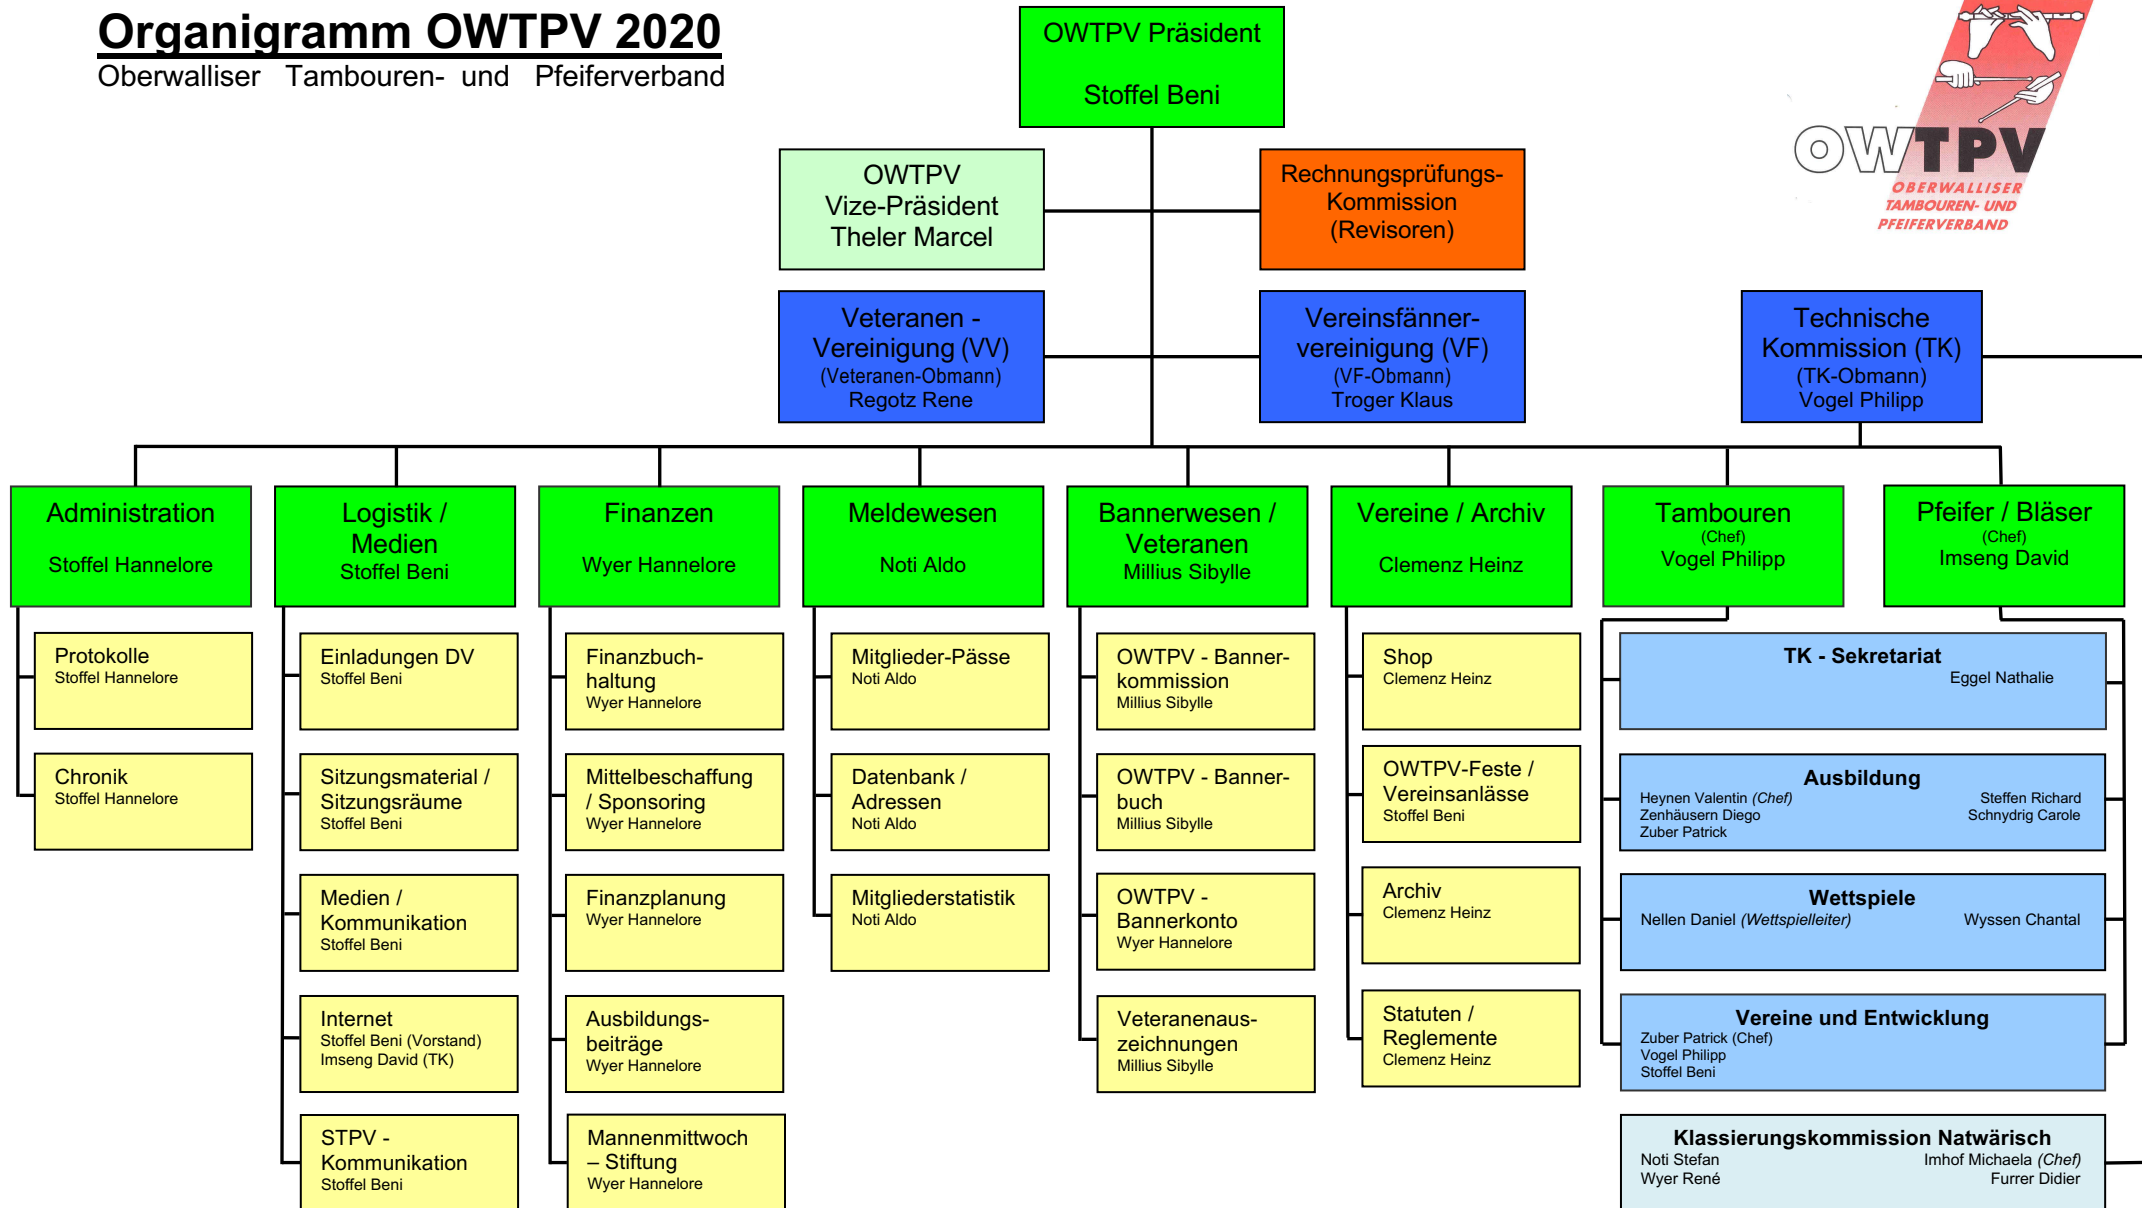 Organigramm OWTPV 2020
Oberwalliser Tambouren- und Pfeiferverband
OWTPV Präsident
Stoffel Beni
OWTPV
Vize-Präsident
Theler Marcel
Rechnungsprüfungs-
Kommission
(Revisoren)
OWTPV
OBERWALLISER
TAMBOUREN- UND
PFEIFERVERBAND
Veteranen -
Vereinigung (VV)
(Veteranen-Obmann)
Regotz Rene
Vereinsfänner-
vereinigung (VF)
(VF-Obmann)
Troger Klaus
Technische
Kommission (TK)
(TK-Obmann)
Vogel Philipp
Administration
Stoffel Hannelore
Logistik /
Medien
Stoffel Beni
Finanzen
Wyer Hannelore
Meldewesen
Noti Aldo
Bannerwesen /
Veteranen
Millius Sibylle
Vereine / Archiv
Clemenz Heinz
Tambouren
(Chef)
Vogel Philipp
Pfeifer / Bläser
(Chef)
Imseng David
Protokolle
Stoffel Hannelore
Chronik
Stoffel Hannelore
Einladungen DV
Stoffel Beni
Sitzungsmaterial /
Sitzungsräume
Stoffel Beni
Medien /
Kommunikation
Stoffel Beni
Internet
Stoffel Beni (Vorstand)
Imseng David (TK)
STPV -
Kommunikation
Stoffel Beni
Finanzbuch-
haltung
Wyer Hannelore
Mittelbeschaffung
/ Sponsoring
Wyer Hannelore
Finanzplanung
Wyer Hannelore
Ausbildungs-
beiträge
Wyer Hannelore
Mannenmittwoch
– Stiftung
Wyer Hannelore
Mitglieder-Pässe
Noti Aldo
Datenbank /
Adressen
Noti Aldo
Mitgliederstatistik
Noti Aldo
OWTPV - Banner-
kommission
Millius Sibylle
OWTPV - Banner-
buch
Millius Sibylle
OWTPV -
Bannerkonto
Wyer Hannelore
Veteranenaus-
zeichnungen
Millius Sibylle
Shop
Clemenz Heinz
OWTPV-Feste /
Vereinsanlässe
Stoffel Beni
Archiv
Clemenz Heinz
Statuten /
Reglemente
Clemenz Heinz
TK - Sekretariat
Eggel Nathalie
Ausbildung
Heynen Valentin (Chef) Steffen Richard
Zenhäusern Diego Schnydrig Carole
Zuber Patrick
Wettspiele
Nellen Daniel (Wettspielleiter) Wyssen Chantal
Vereine und Entwicklung
Zuber Patrick (Chef)
Vogel Philipp
Stoffel Beni
Klassierungskommission Natwärisch
Noti Stefan Imhof Michaela (Chef)
Wyer René Furrer Didier